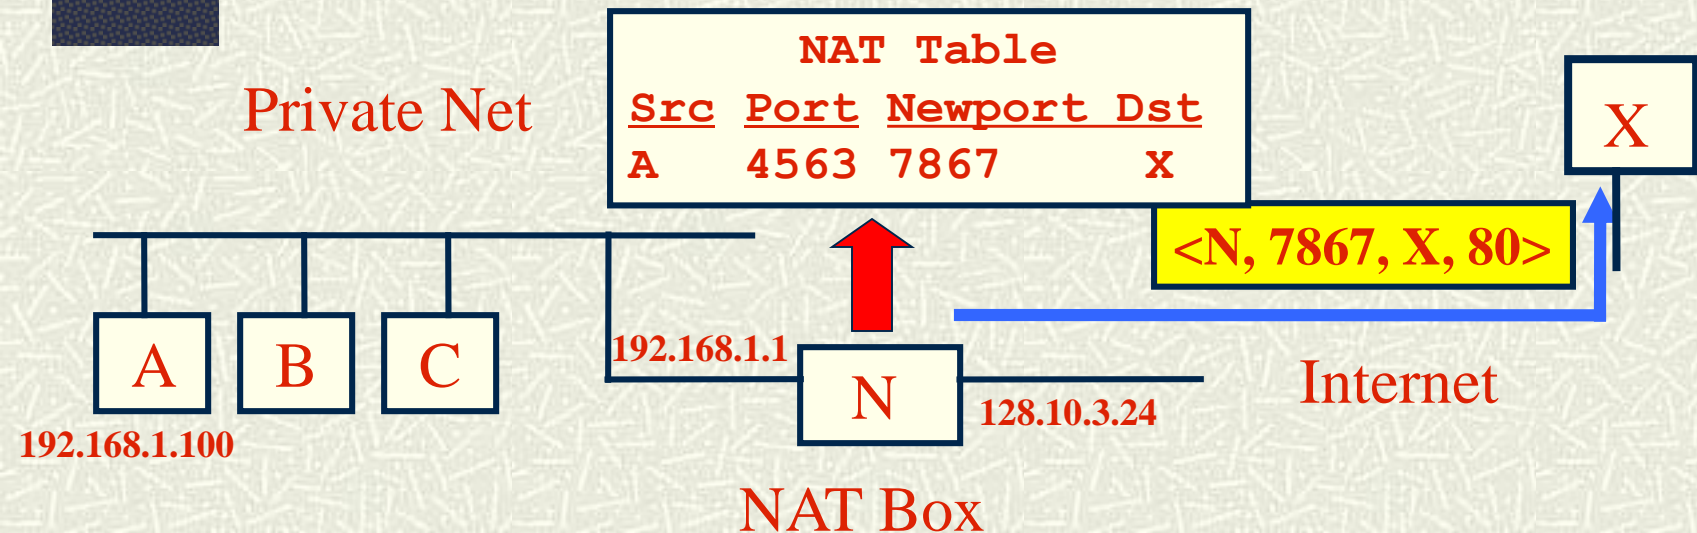 NAT Table
Src Port Newport Dst
A 4563 7867 X
Private Net
X
<N, 7867, X, 80>
A
B
C
192.168.1.1
N
Internet
128.10.3.24
192.168.1.100
NAT Box